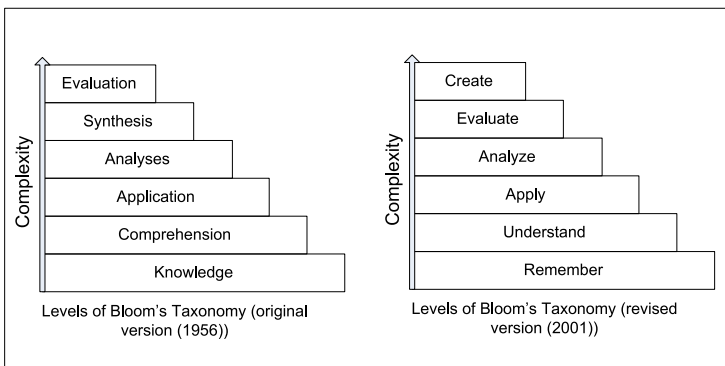 Complexity
Evaluation
Synthesis
Analyses
Application
Comprehension
Knowledge
Levels of Bloom's Taxonomy (original
version (1956))
Complexity
Create
Evaluate
Analyze
Apply
Understand
Remember
Levels of Bloom's Taxonomy (revised
version (2001))